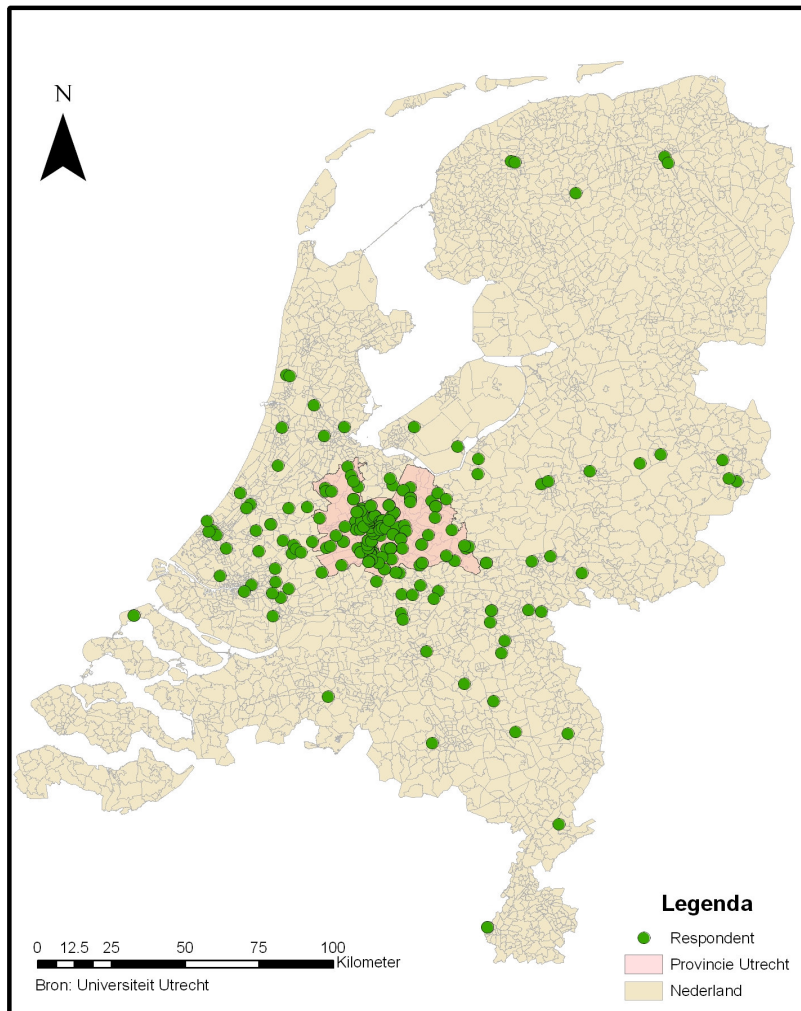 N
Legenda
Respondent
Provincie Utrecht
Nederland
0 12.5 25 50 75 100
Kilometer
Bron: Universiteit Utrecht